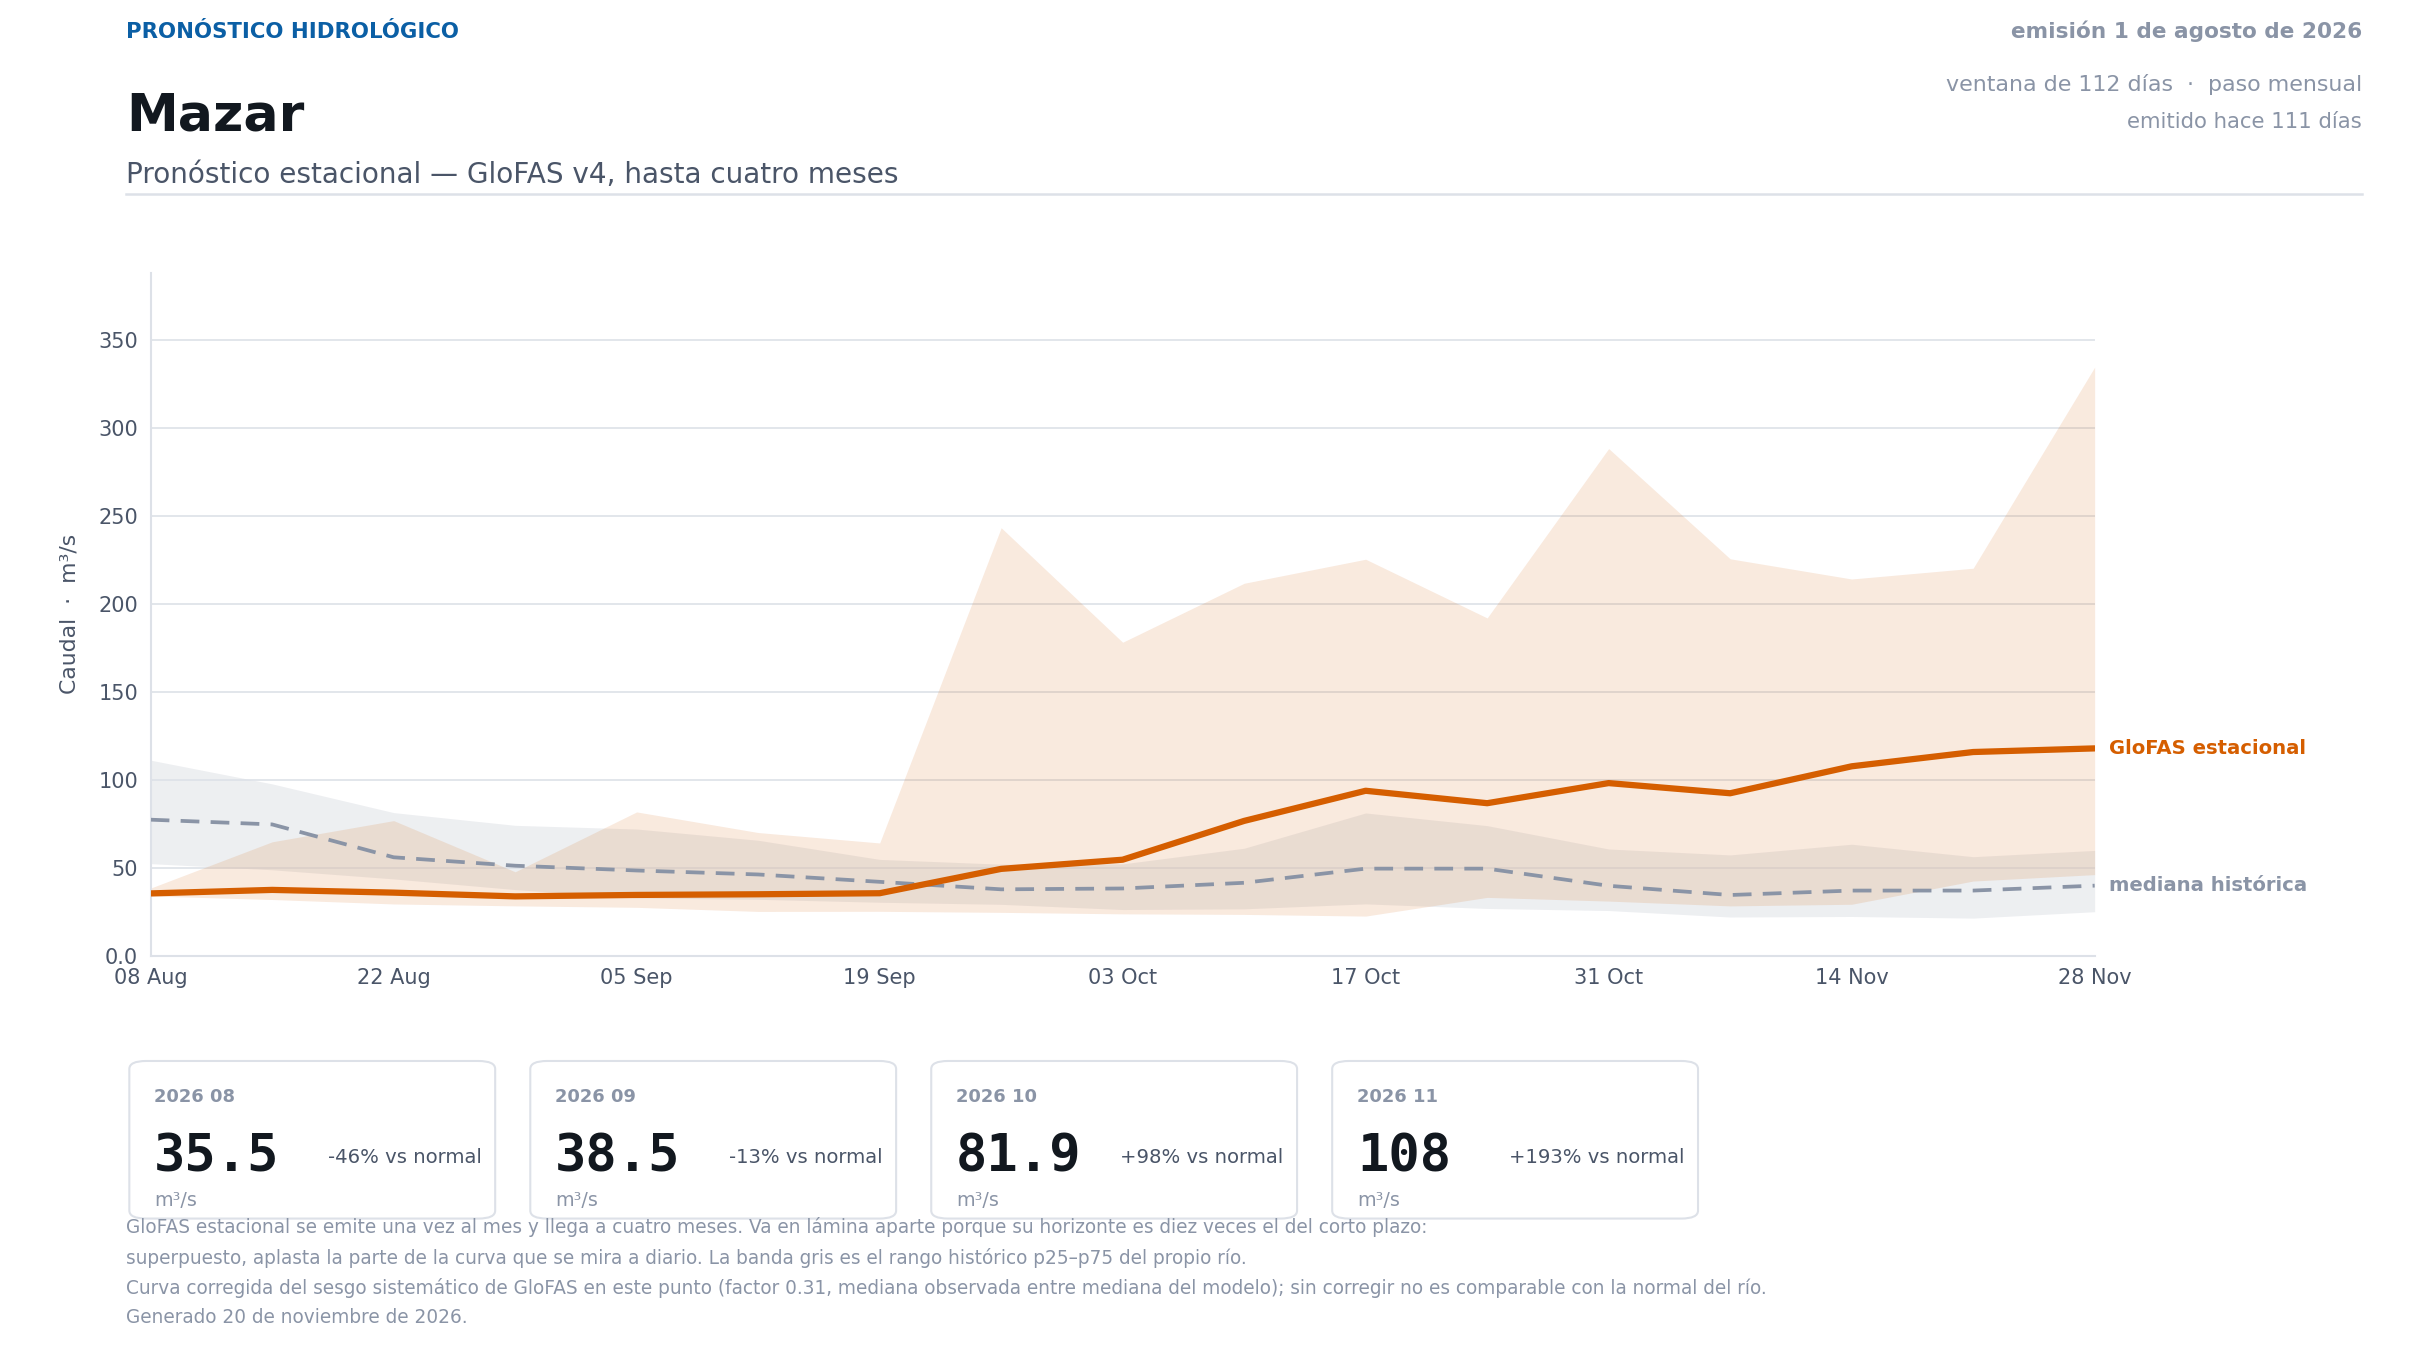 PRONÓSTICO HIDROLÓGICO
emisión 1 de agosto de 2026
ventana de 112 días · paso mensual
Mazar
emitido hace 111 días
Pronóstico estacional — GloFAS v4, hasta cuatro meses
Caudal · m³/s
350
300
250
200
150
100
50
0.0
GloFAS estacional
mediana histórica
08 Aug 22 Aug 05 Sep 19 Sep 03 Oct 17 Oct 31 Oct 14 Nov 28 Nov
2026 08
35.5 -46% vs normal
m³/s
2026 09
38.5 -13% vs normal
m³/s
2026 10
81.9 +98% vs normal
m³/s
2026 11
108 +193% vs normal
m³/s
GloFAS estacional se emite una vez al mes y llega a cuatro meses. Va en lámina aparte porque su horizonte es diez veces el del corto plazo:
superpuesto, aplasta la parte de la curva que se mira a diario. La banda gris es el rango histórico p25–p75 del propio río.
Curva corregida del sesgo sistemático de GloFAS en este punto (factor 0.31, mediana observada entre mediana del modelo); sin corregir no es comparable con la normal del río.
Generado 20 de noviembre de 2026.